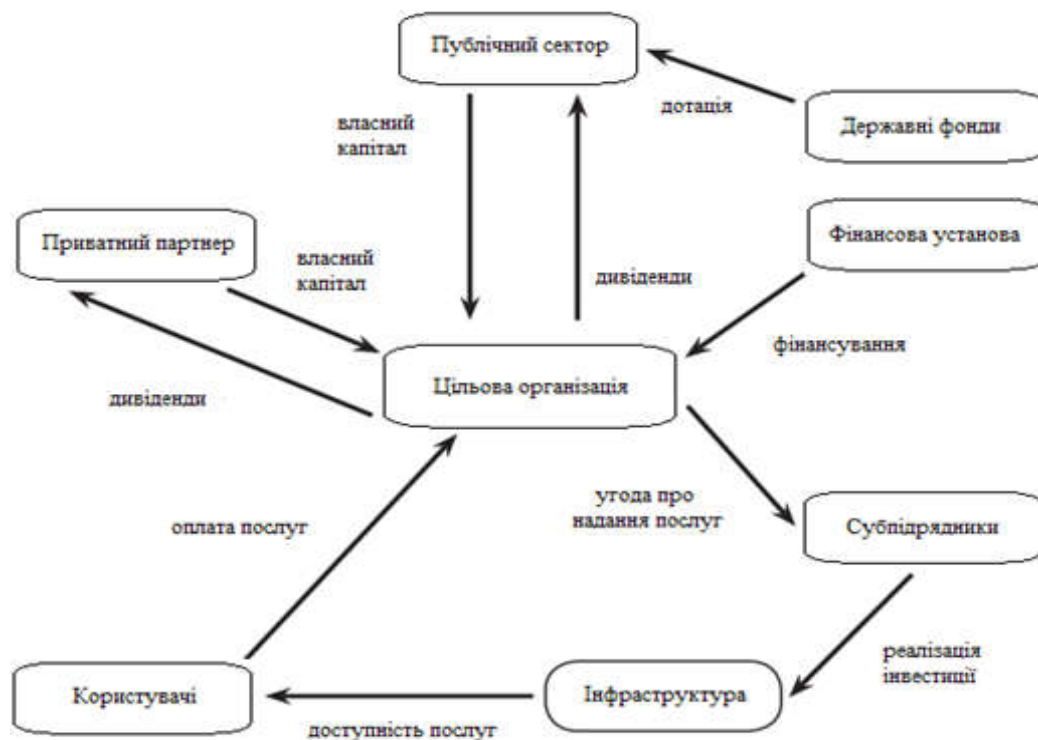 Публічний сектор
дотація
Державні фонди
власний
капітал
Приватний партнер
Фінансова установа
власний
капітал
дивіденди
фінансування
Цільова організація
дивіденди
угода про
надання послуг
оплата послуг
Субпідрядники
реалізація
інвестиції
Користувачі
Інфраструктура
доступність послуг